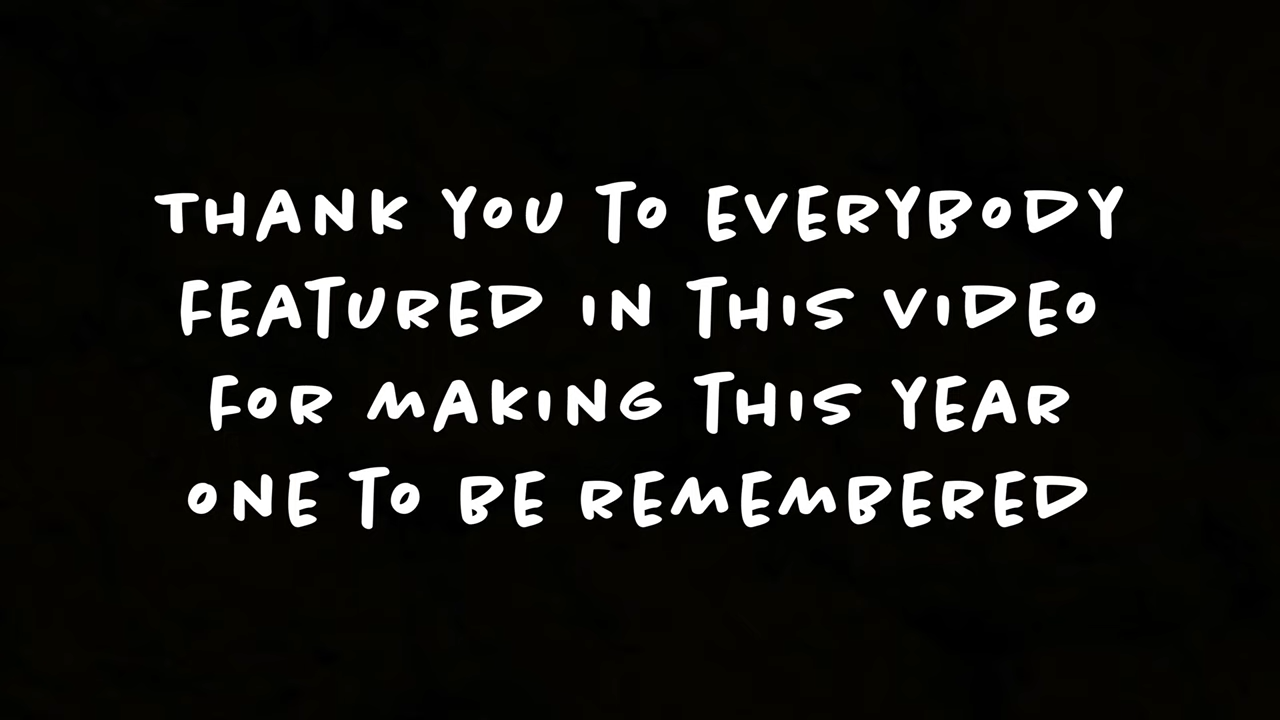 THANK YOU TO EVERYBODY
FEATURED IN THIS VIDEO
FOR MAKING THIS YEAR
ONE TO BE REMEMBERED